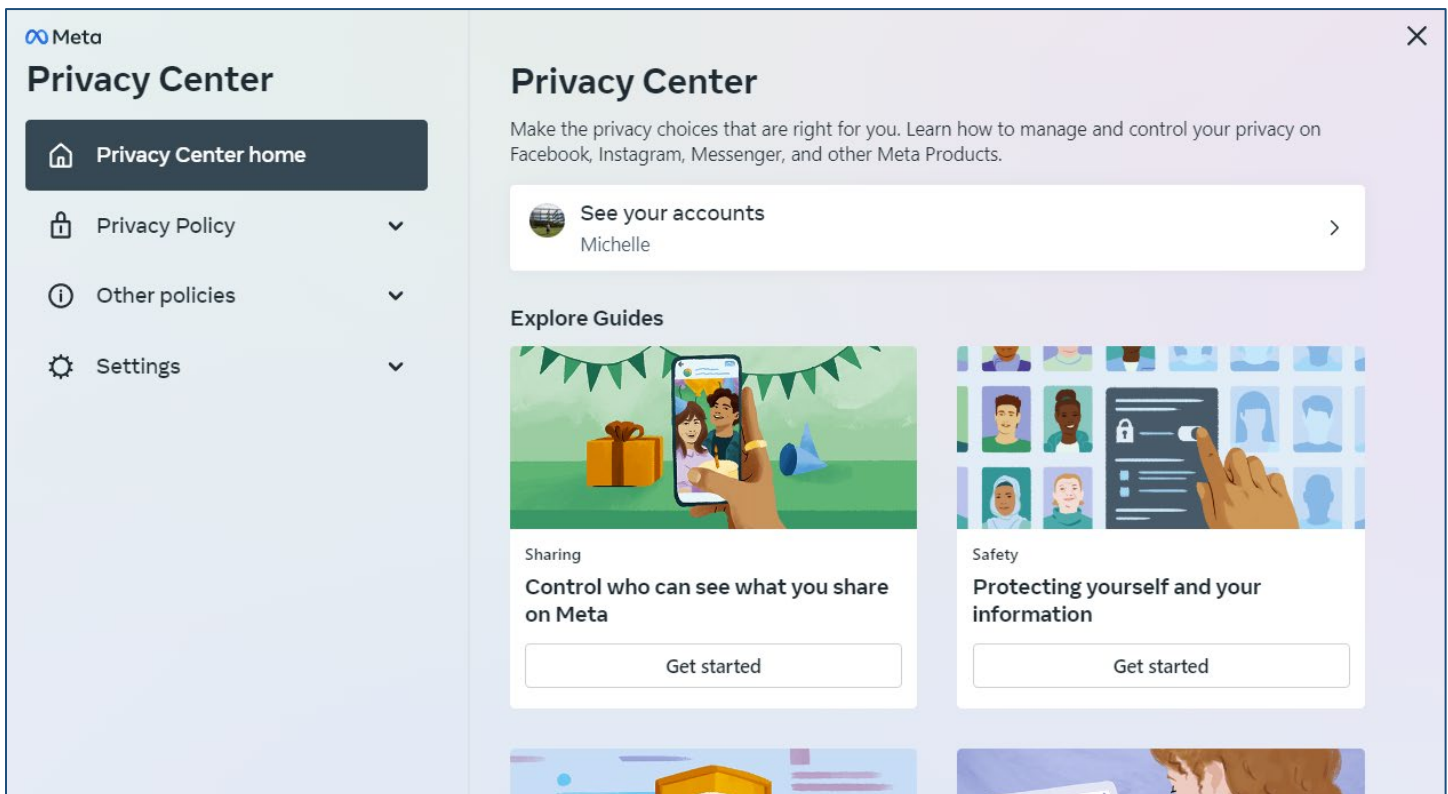 Meta
Privacy Center
Privacy Center home
Privacy Policy
Other policies
Settings
Privacy Center
Make the privacy choices that are right for you. Learn how to manage and control your privacy on
Facebook, Instagram, Messenger, and other Meta Products.
See your accounts
Michelle
Explore Guides
Sharing
Control who can see what you share
on Meta
Get started
Safety
Protecting yourself and your
information
Get started